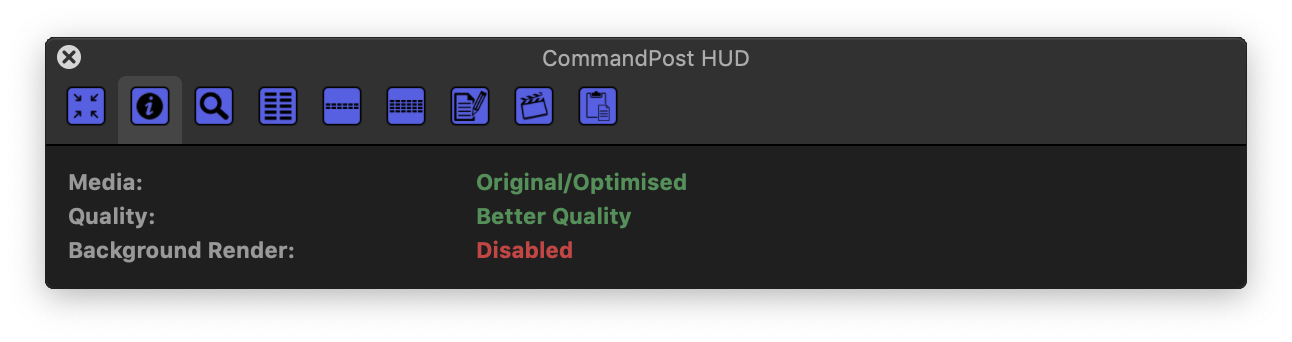 CommandPost HUD
Media: Original/Optimised
Quality: Better Quality
Background Render: Disabled